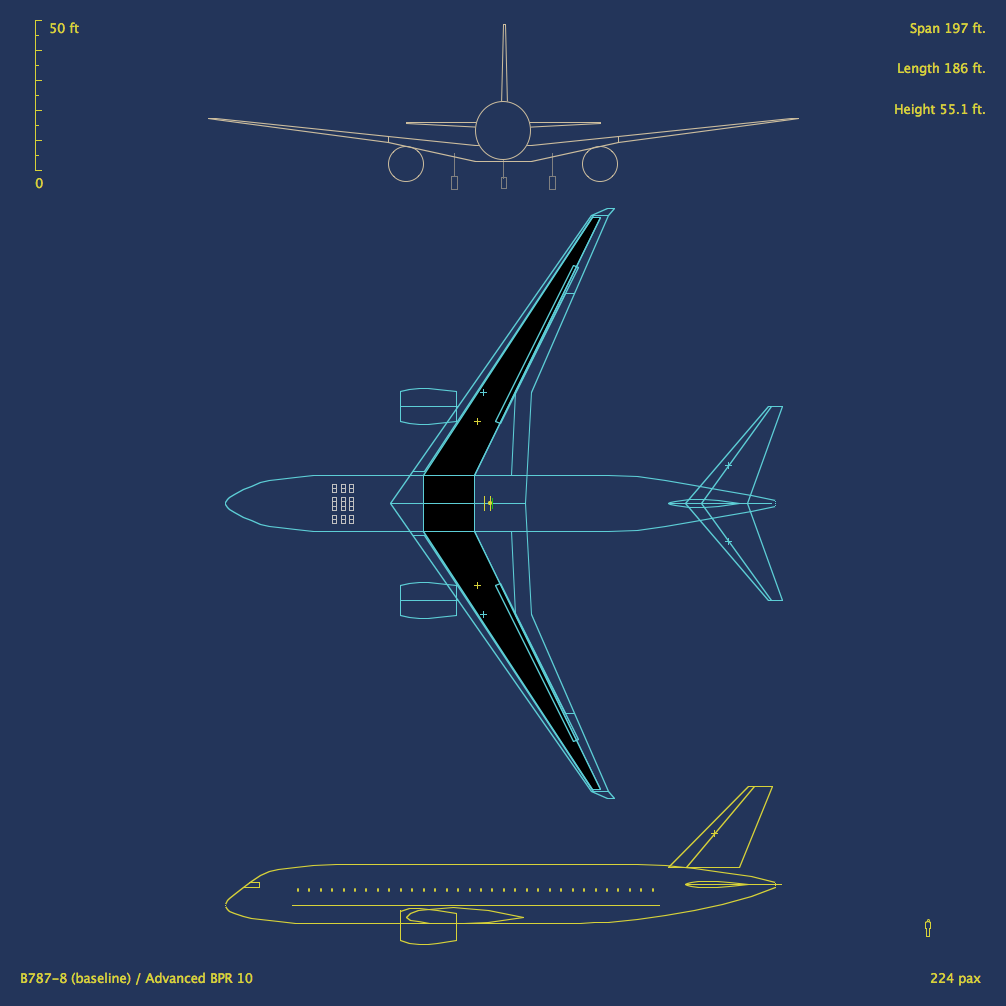 50 ft
0
Span 197 ft.
Length 186 ft.
Height 55.1 ft.
B787-8 (baseline) / Advanced BPR 10
224 pax